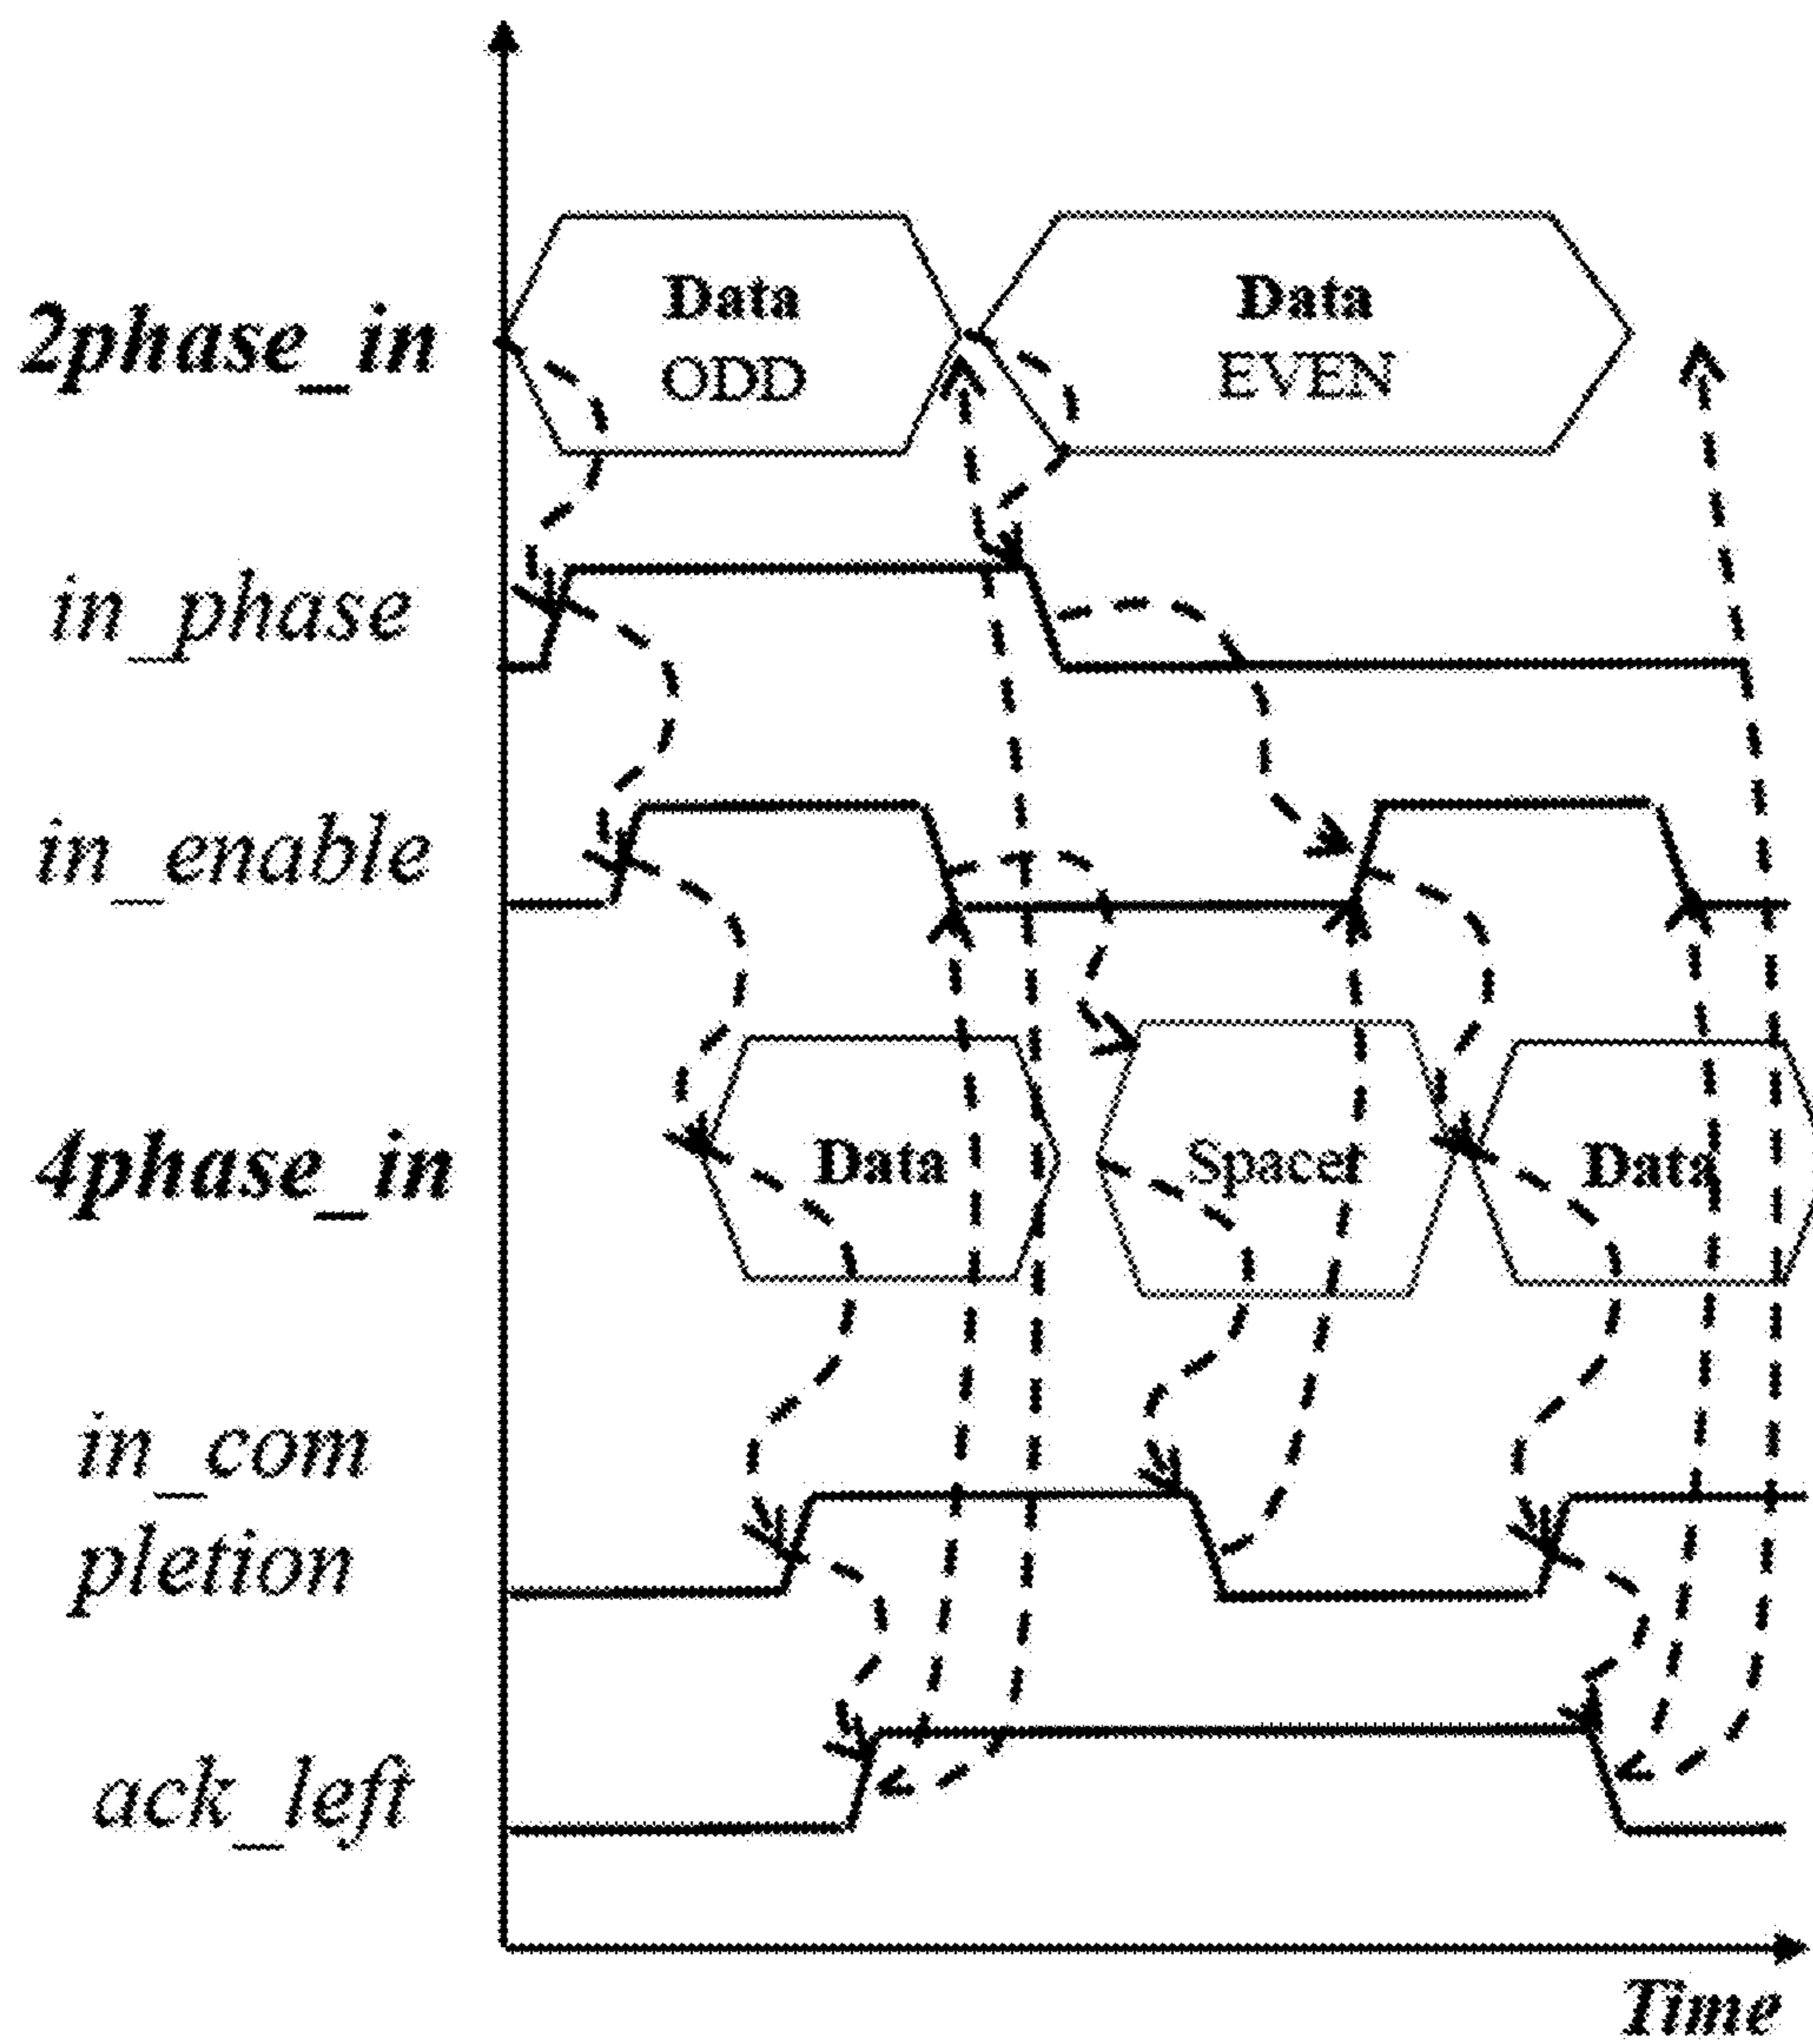 Data
Data
2phase_in
ODD
EVEN
in_phase
in_enable
4phase_in
Data
Spacer
Data
in_com
pletion
ack_left
Time